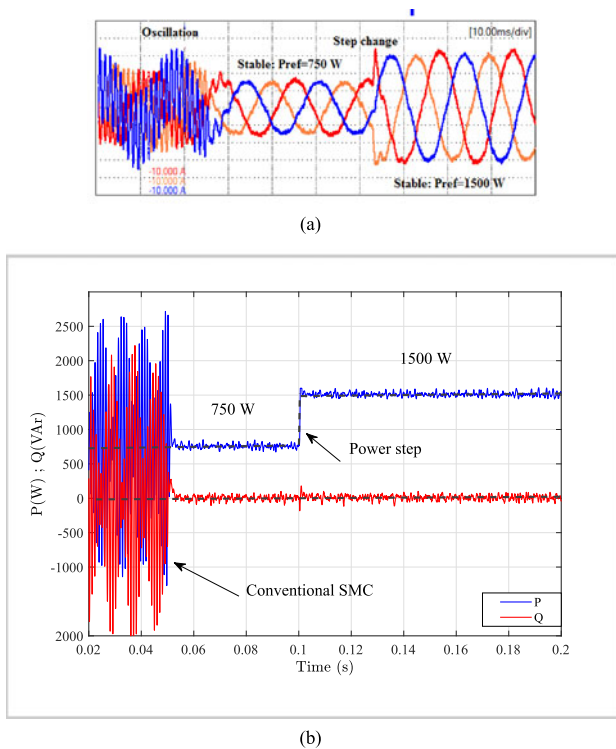 Oscillation
Step change
[10.00ms/div]
Stable: Pref=750 W
-10.000 A
-10.000 A
-10.000 A
Stable: Pref=1500 W
(a)
2500
2000
1500
1000
500
0
-500
-1000
2000
P(W) ; Q(VAr)
750 W
1500 W
Power step
Conventional SMC
P
Q
0.02 0.04 0.06 0.08 0.1 0.12 0.14 0.16 0.18 0.2
Time (s)
(b)